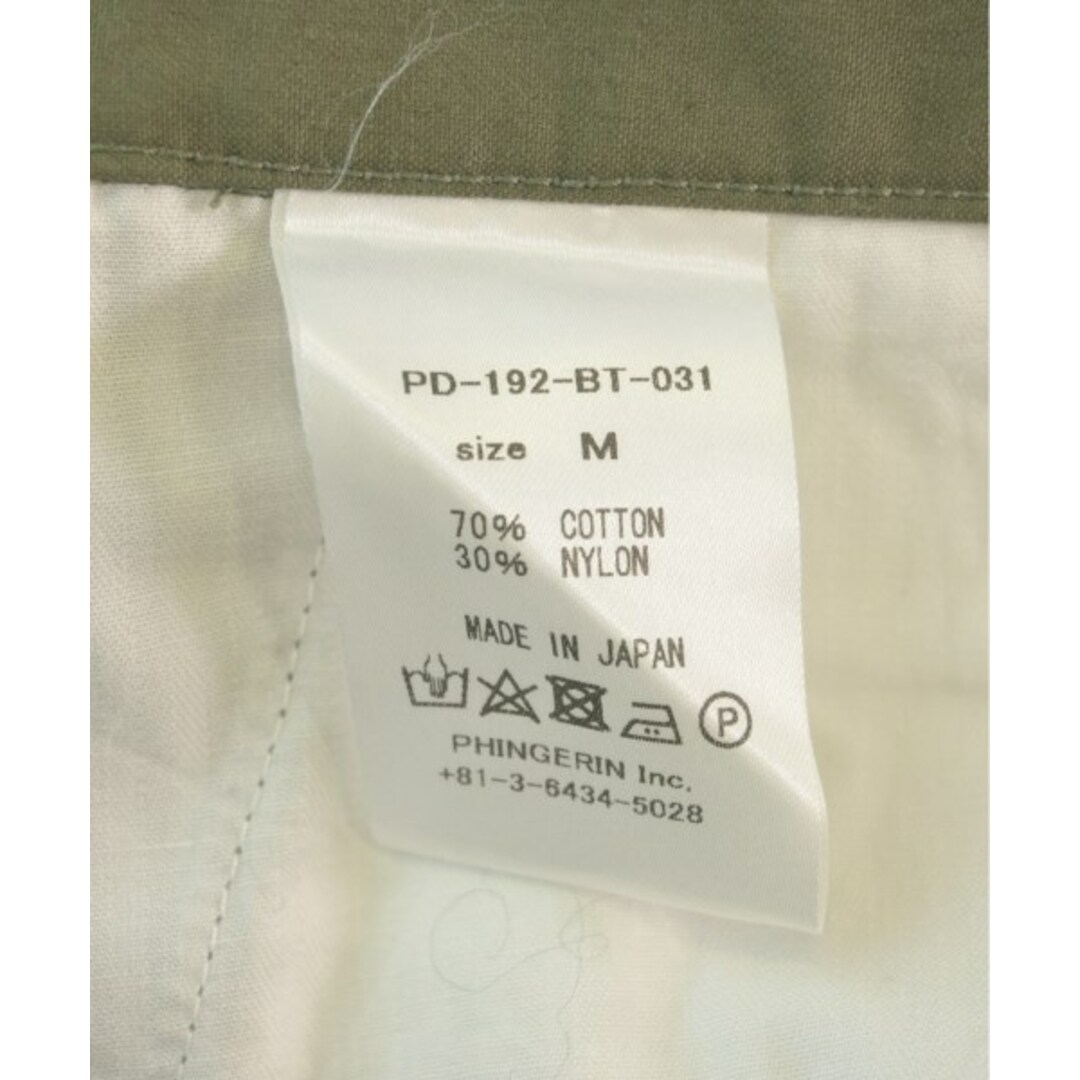 PD-192-BT-031
size M
70% COTTON
30% NYLON
MADE IN JAPAN
P
PHINGERIN Inc.
+81-3-6434-5028